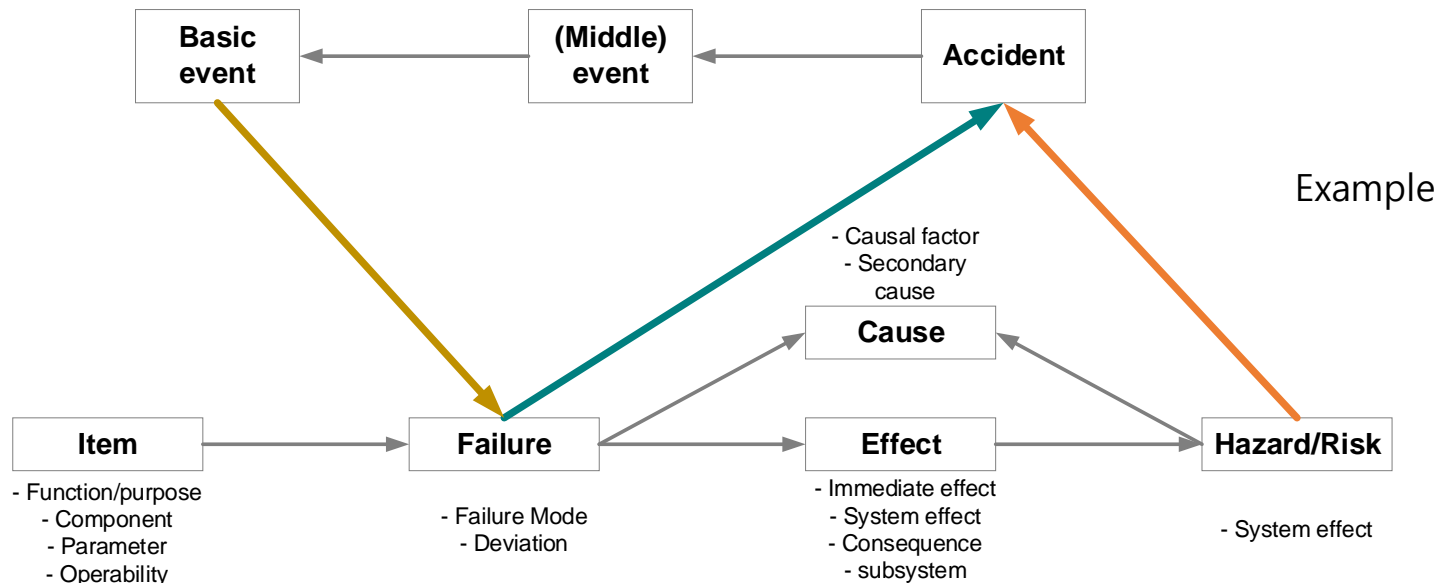 Basic
event
(Middle)
event
Accident
Example
- Causal factor
- Secondary
cause
Cause
Item
Failure
Effect
Hazard/Risk
- Function/purpose
- Component
- Parameter
- Operability
- Failure Mode
- Deviation
- Immediate effect
- System effect
- Consequence
- subsystem
- System effect